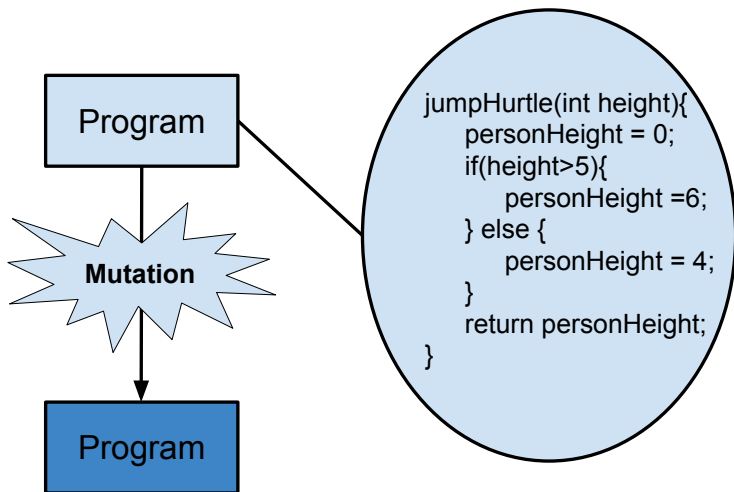 Program
Mutation
Program
jumpHurtle(int height){
personHeight = 0;
if(height>5){
personHeight =6;
} else {
personHeight = 4;
}
return personHeight;
}